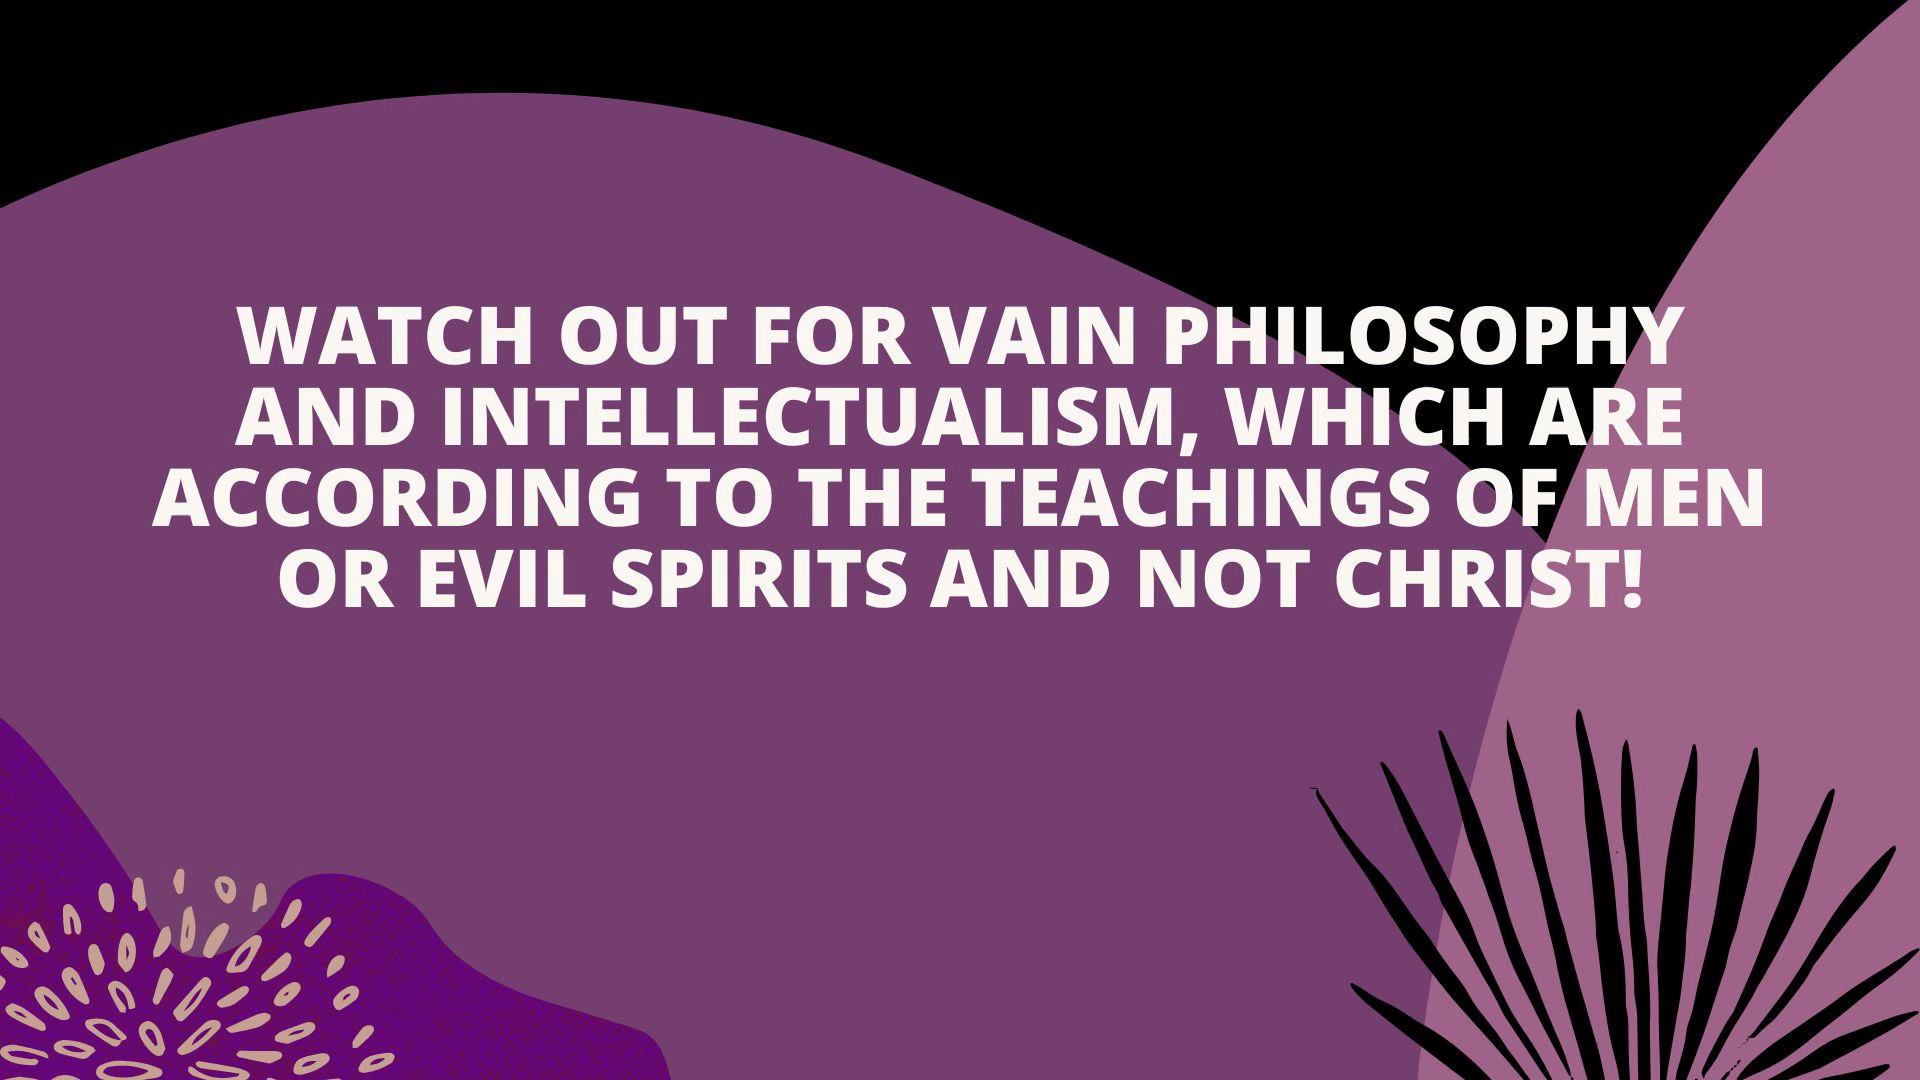 WATCH OUT FOR VAIN PHILOSOPHY
AND INTELLECTUALISM, WHICH ARE
ACCORDING TO THE TEACHINGS OF MEN
OR EVIL SPIRITS AND NOT CHRIST!